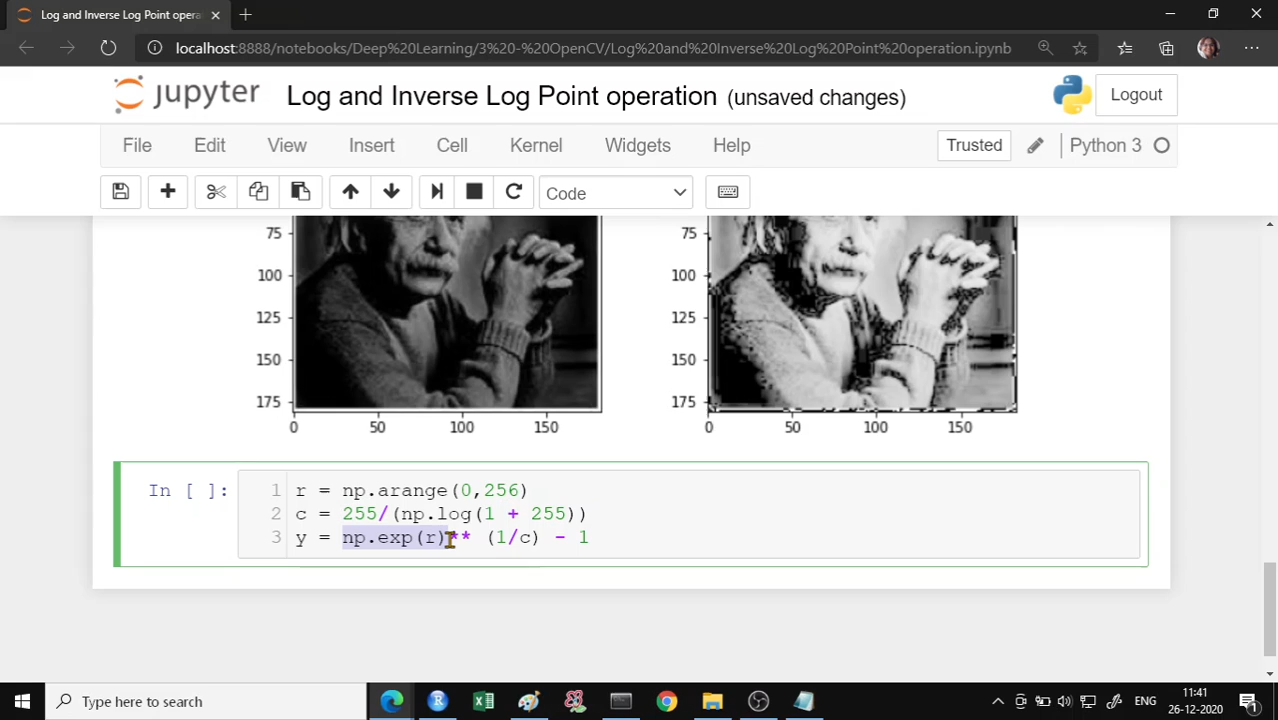 Log and Inverse Log Point opera
localhost:8888/notebooks/Deep%20Learning/3%20-%20OpenCV/Log%20and%20Inverse%20Log%20Point%20operation.ipynb
jupyter Log and Inverse Log Point operation (unsaved changes) Logout
File Edit View Insert Cell Kernel Widgets Help Trusted Python 3
Code
75 75
100 100
125 125
150 150
175 175
0 50 100 150 0 50 100 150
In [ ]: 1 r = np.arange(0,256)
2 c = 255/(np.log(1 + 255))
3 y = np.exp(r)** (1/c) - 1
Type here to search
ENG
11:41
26-12-2020
1